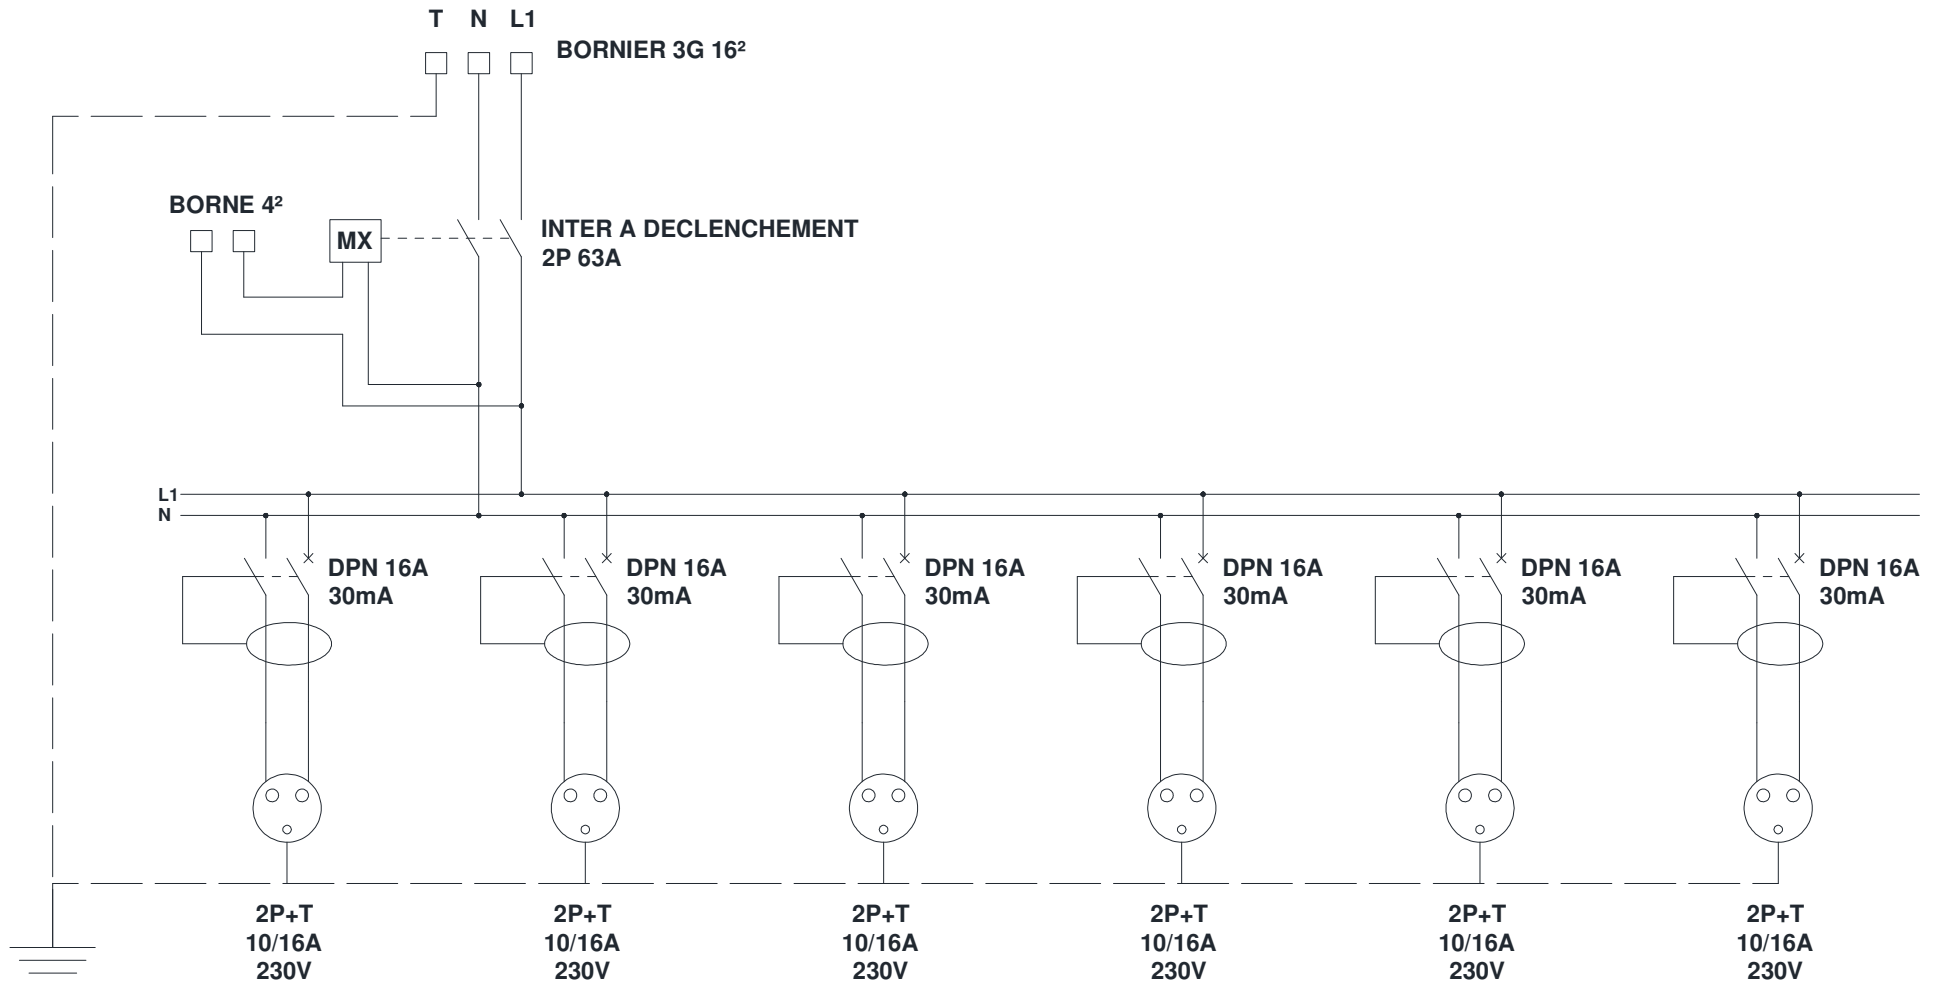 T N L1
BORNIER 3G 16²
BORNE 4²
MX
INTER A DECLENCHEMENT
2P 63A
L1
N
DPN 16A
30mA
DPN 16A
30mA
DPN 16A
30mA
DPN 16A
30mA
DPN 16A
30mA
DPN 16A
30mA
2P+T
10/16A
230V
2P+T
10/16A
230V
2P+T
10/16A
230V
2P+T
10/16A
230V
2P+T
10/16A
230V
2P+T
10/16A
230V